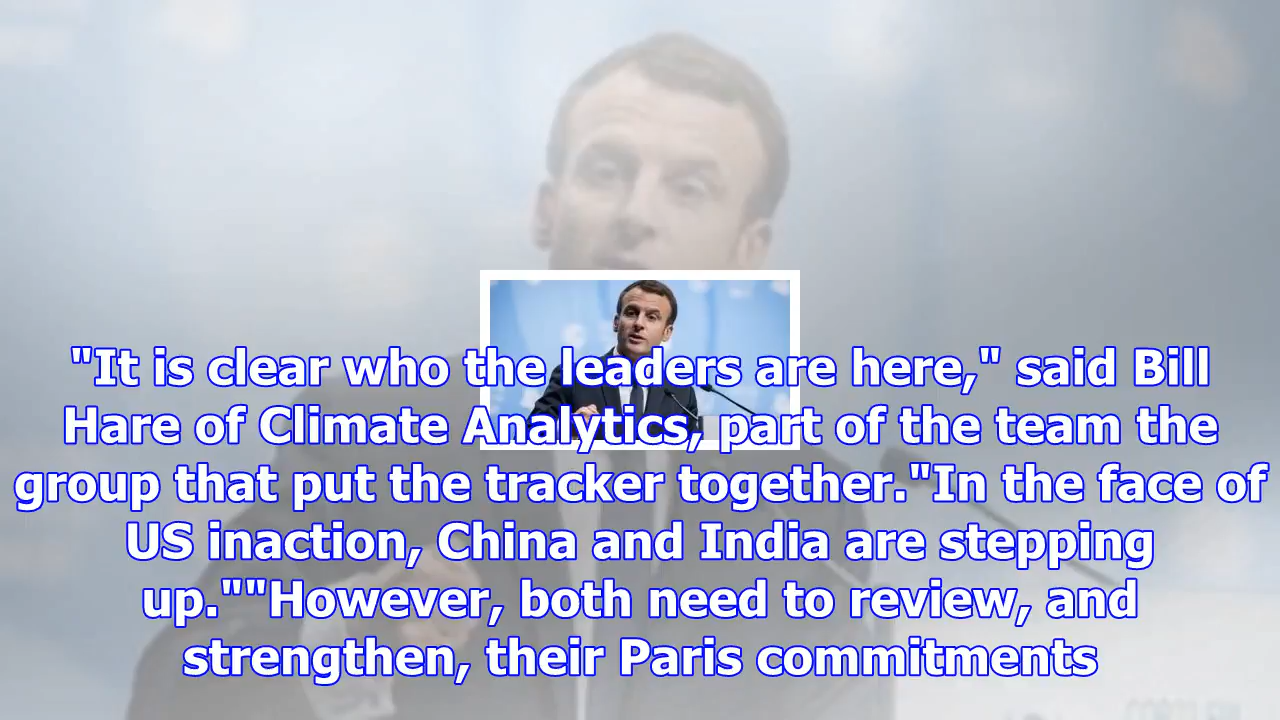 "It is clear who the leaders are here," said Bill
Hare of Climate Analytics, part of the team the
group that put the tracker together."In the face of
US inaction, China and India are stepping
up.""However, both need to review, and
strengthen, their Paris commitments